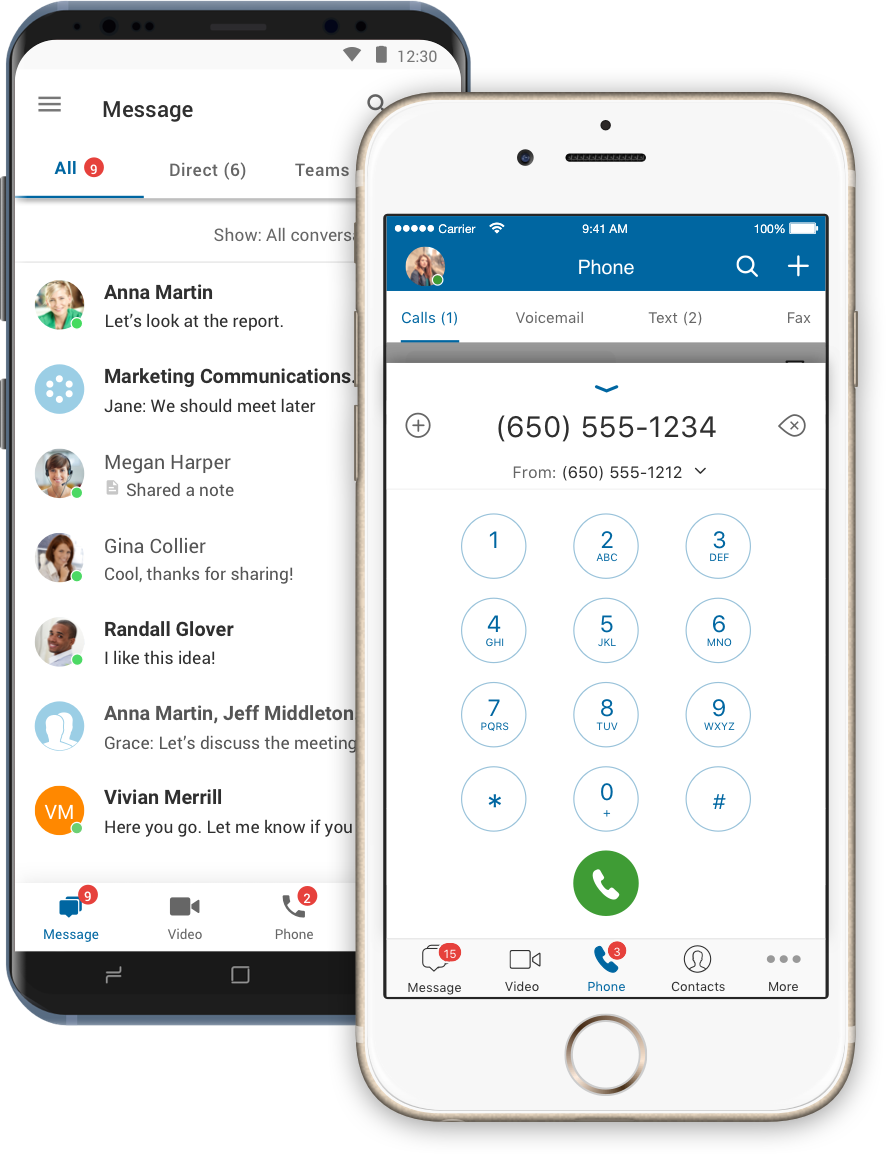 12:30
Message
All 9
Direct (6)
Teams
Show: All convers
Anna Martin
Let’s look at the report.
Marketing Communications.
Jane: We should meet later
Megan Harper
Shared a note
Gina Collier
Cool, thanks for sharing!
Randall Glover
I like this idea!
Anna Martin, Jeff Middleton
Grace: Let’s discuss the meeting
VM
Vivian Merrill
Here you go. Let me know if you
9
2
Message
Video
Phone
Carrier
9:41 AM
100%
Phone
Calls (1)
Voicemail
Text (2)
Fax
(650) 555-1234
From: (650) 555-1212
1
2
ABC
3
DEF
4
GHI
5
JKL
6
MNO
7
PQRS
8
TUV
9
WXYZ
*
0
+
#
15
3
Message
Video
Phone
Contacts
More